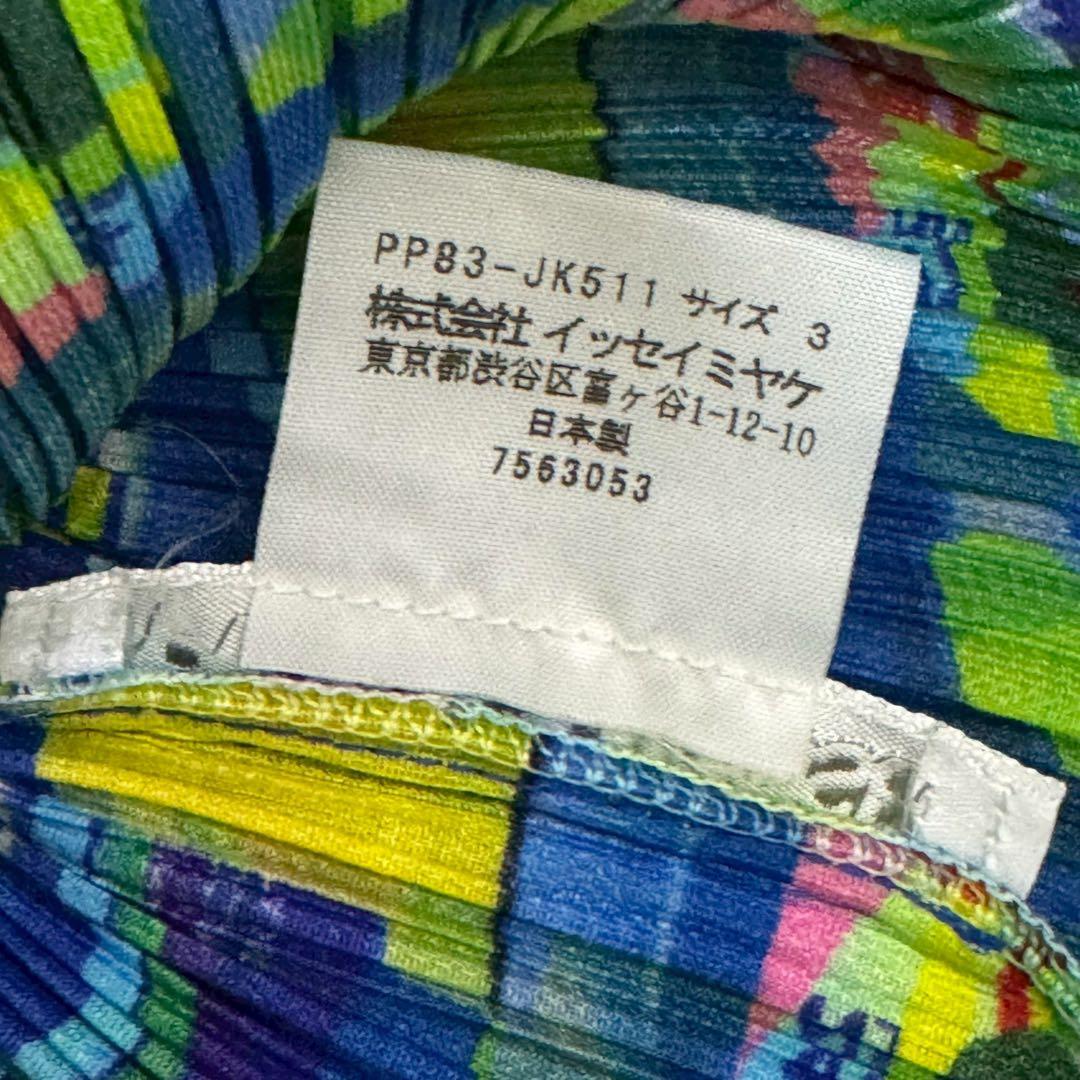 PP83-JK511 サイズ 3
株式会社 イッセイミヤケ
東京都渋谷区富ヶ谷1-12-10
日本製
7563053